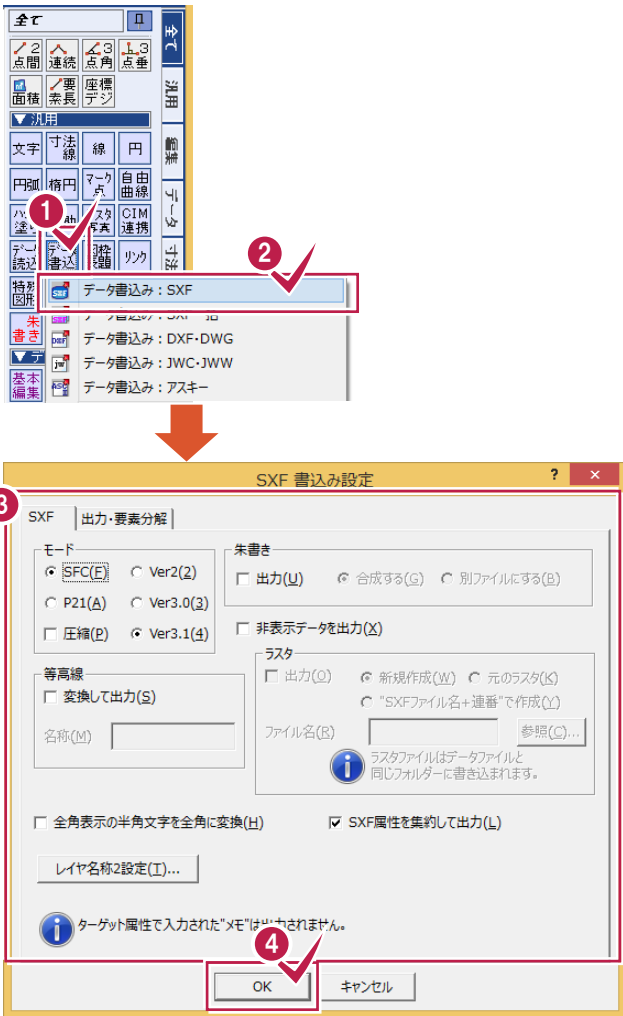 全て
全て
2点間 連続 3点角 3点垂
面積 要素長 座標デジ
汎用
▼ 汎用
文字 寸法線 線 円
編集
円弧 楕円 マーク点 自由曲線
データ
CIM連携
1
2
データ書込 リンク
寸法
特殊図形
データ書込み：SXF
朱書き
データ書込み：DXF・DWG
データ書込み：JWC・JWW
基本編集
データ書込み：アスキー
SXF 書込み設定
? ×
3
SXF 出力・要素分解
モード
SFC(F) Ver2(2)
P21(A) Ver3.0(3)
圧縮(P) Ver3.1(4)
朱書き
出力(U) 合成する(G) 別ファイルにする(B)
非表示データを出力(X)
等高線
変換して出力(S)
名称(M)
ラスタ
出力(O) 新規作成(W) 元のラスタ(K)
"SXFファイル名+連番"で作成(Y)
ファイル名(R) 参照(C)...
ラスタファイルはデータファイルと
同じフォルダーに書き込まれます。
全角表示の半角文字を全角に変換(H) SXF属性を集約して出力(L)
レイヤ名称2設定(T)...
ターゲット属性で入力された"メモ"は出力されません。
4
OK キャンセル